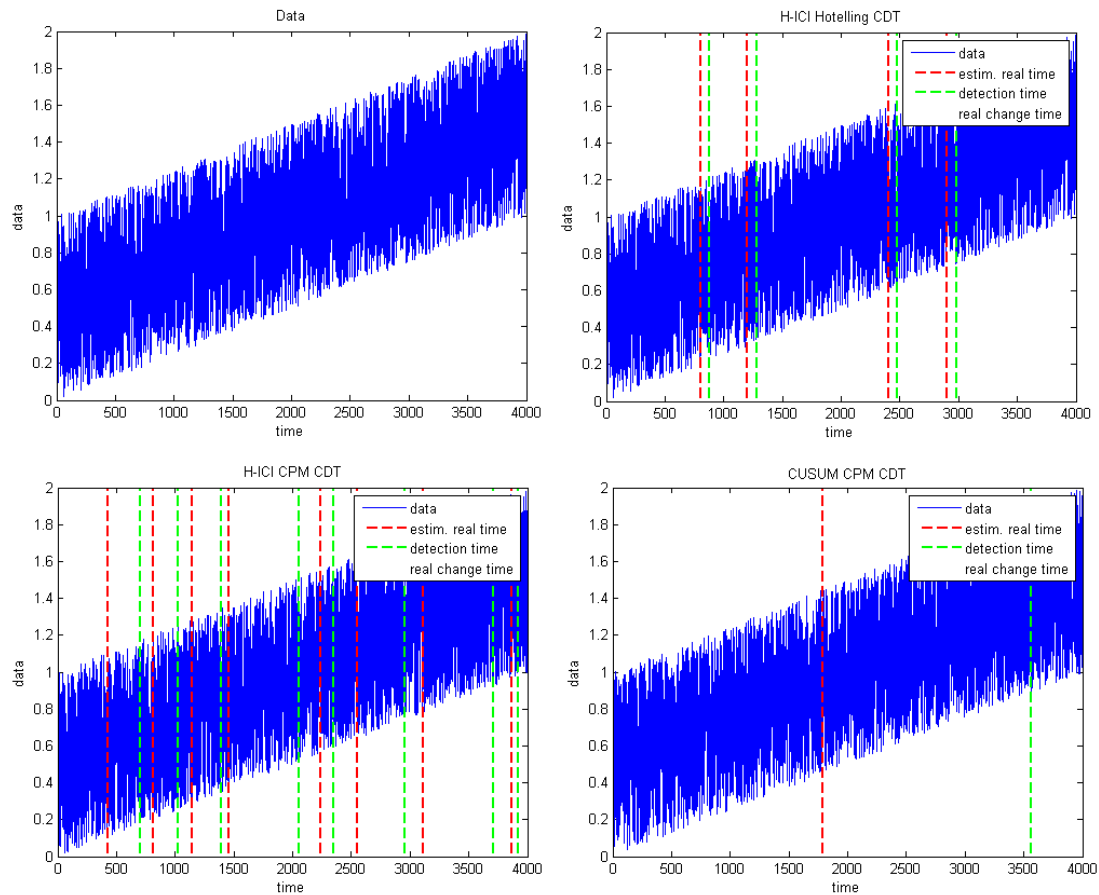 Data
2
1.8
1.6
1.4
1.2
1
0.8
0.6
0.4
0.2
0
data
0 500 1000 1500 2000 2500 3000 3500 4000
time
H-ICI Hotelling CDT
data
estim. real time
detection time
real change time
2
1.8
1.6
1.4
1.2
1
0.8
0.6
0.4
0.2
0
data
0 500 1000 1500 2000 2500 3000 3500 4000
time
H-ICI CPM CDT
data
estim. real time
detection time
real change time
2
1.8
1.6
1.4
1.2
1
0.8
0.6
0.4
0.2
0
data
0 500 1000 1500 2000 2500 3000 3500 4000
time
CUSUM CPM CDT
data
estim. real time
detection time
real change time
2
1.8
1.6
1.4
1.2
1
0.8
0.6
0.4
0.2
0
data
0 500 1000 1500 2000 2500 3000 3500 4000
time